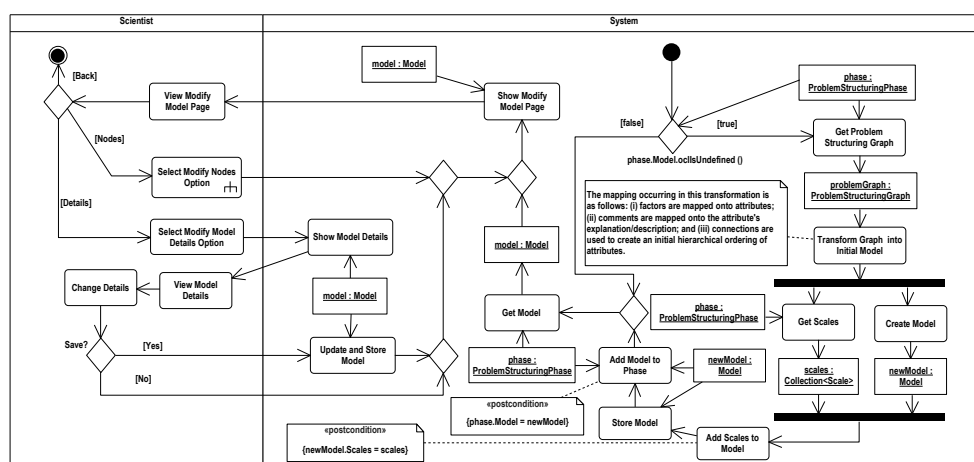 Scientist
System
[Back]
View Modify
Model Page
model : Model
Show Modify
Model Page
phase :
ProblemStructuringPhase
[false]
[true]
Get Problem
Structuring Graph
phase.Model.oclIsUndefined ()
[Nodes]
Select Modify Nodes
Option
[Details]
The mapping occurring in this transformation is
as follows: (i) factors are mapped onto attributes;
(ii) comments are mapped onto the attribute's
explanation/description; and (iii) connections are
used to create an initial hierarchical ordering of
attributes.
problemGraph :
ProblemStructuringGraph
Select Modify Model
Details Option
Show Model Details
model : Model
Transform Graph into
Initial Model
Change Details
View Model
Details
model : Model
Get Model
phase :
ProblemStructuringPhase
Get Scales
Create Model
Save?
[Yes]
[No]
Update and Store
Model
phase :
ProblemStructuringPhase
Add Model to
Phase
newModel :
Model
scales :
Collection<Scale>
newModel :
Model
«postcondition»
{phase.Model = newModel}
Store Model
«postcondition»
{newModel.Scales = scales}
Add Scales to
Model